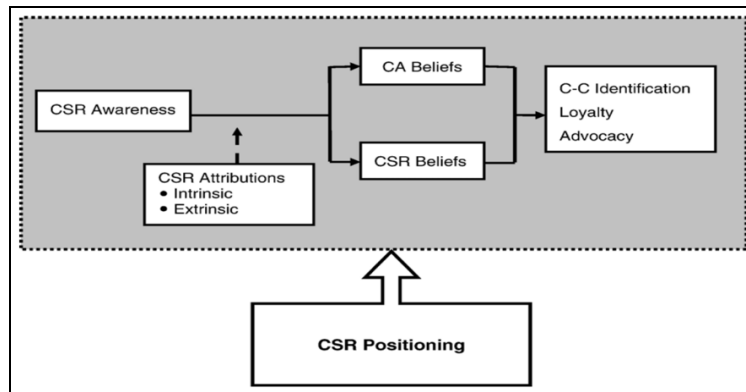 CSR Awareness
CA Beliefs
CSR Beliefs
C-C Identification
Loyalty
Advocacy
CSR Attributions
• Intrinsic
• Extrinsic
CSR Positioning